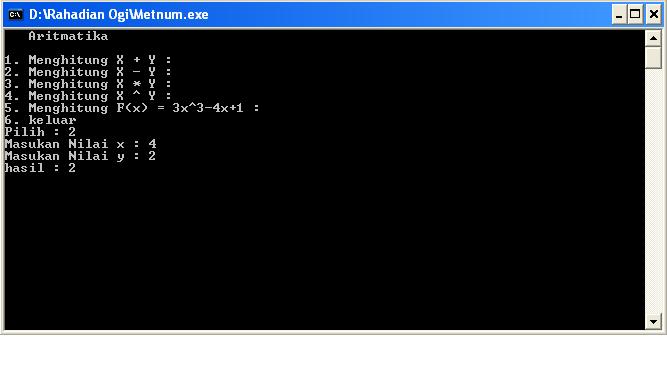 D:\Rahadian Ogi\Metnum.exe
Aritmatika
1. Menghitung X + Y :
2. Menghitung X - Y :
3. Menghitung X * Y :
4. Menghitung X ^ Y :
5. Menghitung F(x) = 3x^3-4x+1 :
6. keluar
Pilih : 2
Masukan Nilai x : 4
Masukan Nilai y : 2
hasil : 2